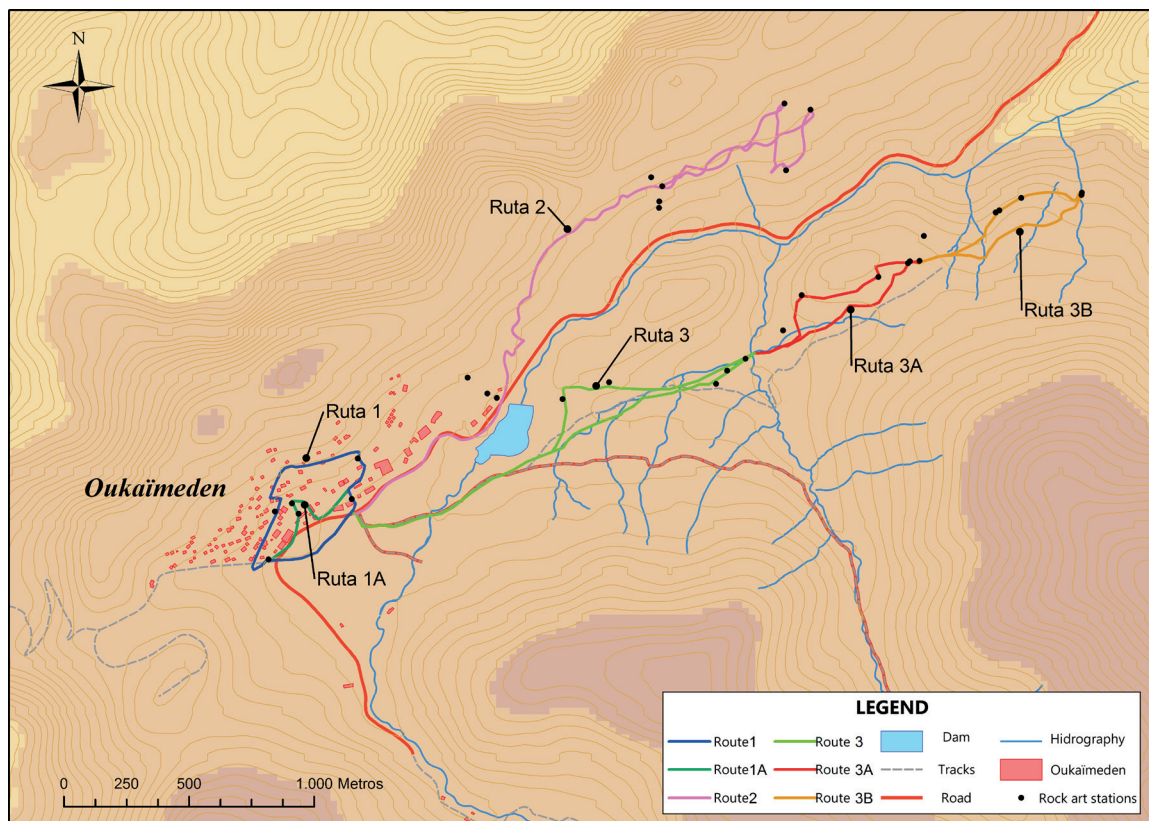 N
Ruta 2
Ruta 3B
Ruta 3
Ruta 3A
Ruta 1
Oukaïmeden
Ruta 1A
LEGEND
Route1 Route 3 Dam Hidrography
Route1A Route 3A Tracks Oukaïmeden
Route2 Route 3B Road Rock art stations
0 250 500 1.000 Metros